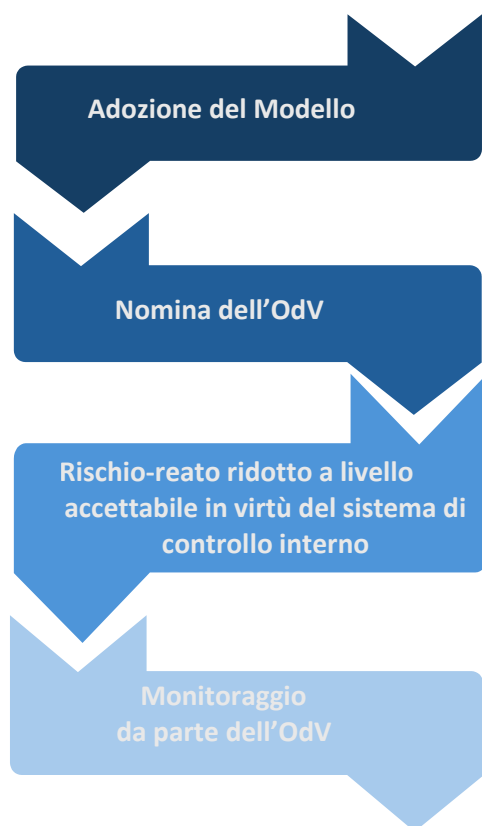 Adozione del Modello
Nomina dell’OdV
Rischio-reato ridotto a livello
accettabile in virtù del sistema di
controllo interno
Monitoraggio
da parte dell’OdV